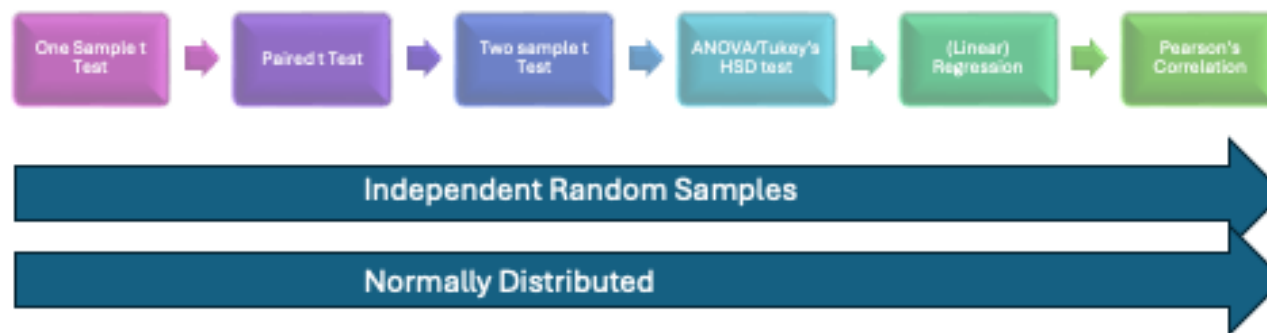 One Sample t
Test
Paired t Test
Two sample t
Test
ANOVA/Tukey's
HSD test
(Linear)
Regression
Pearson's
Correlation
Independent Random Samples
Normally Distributed